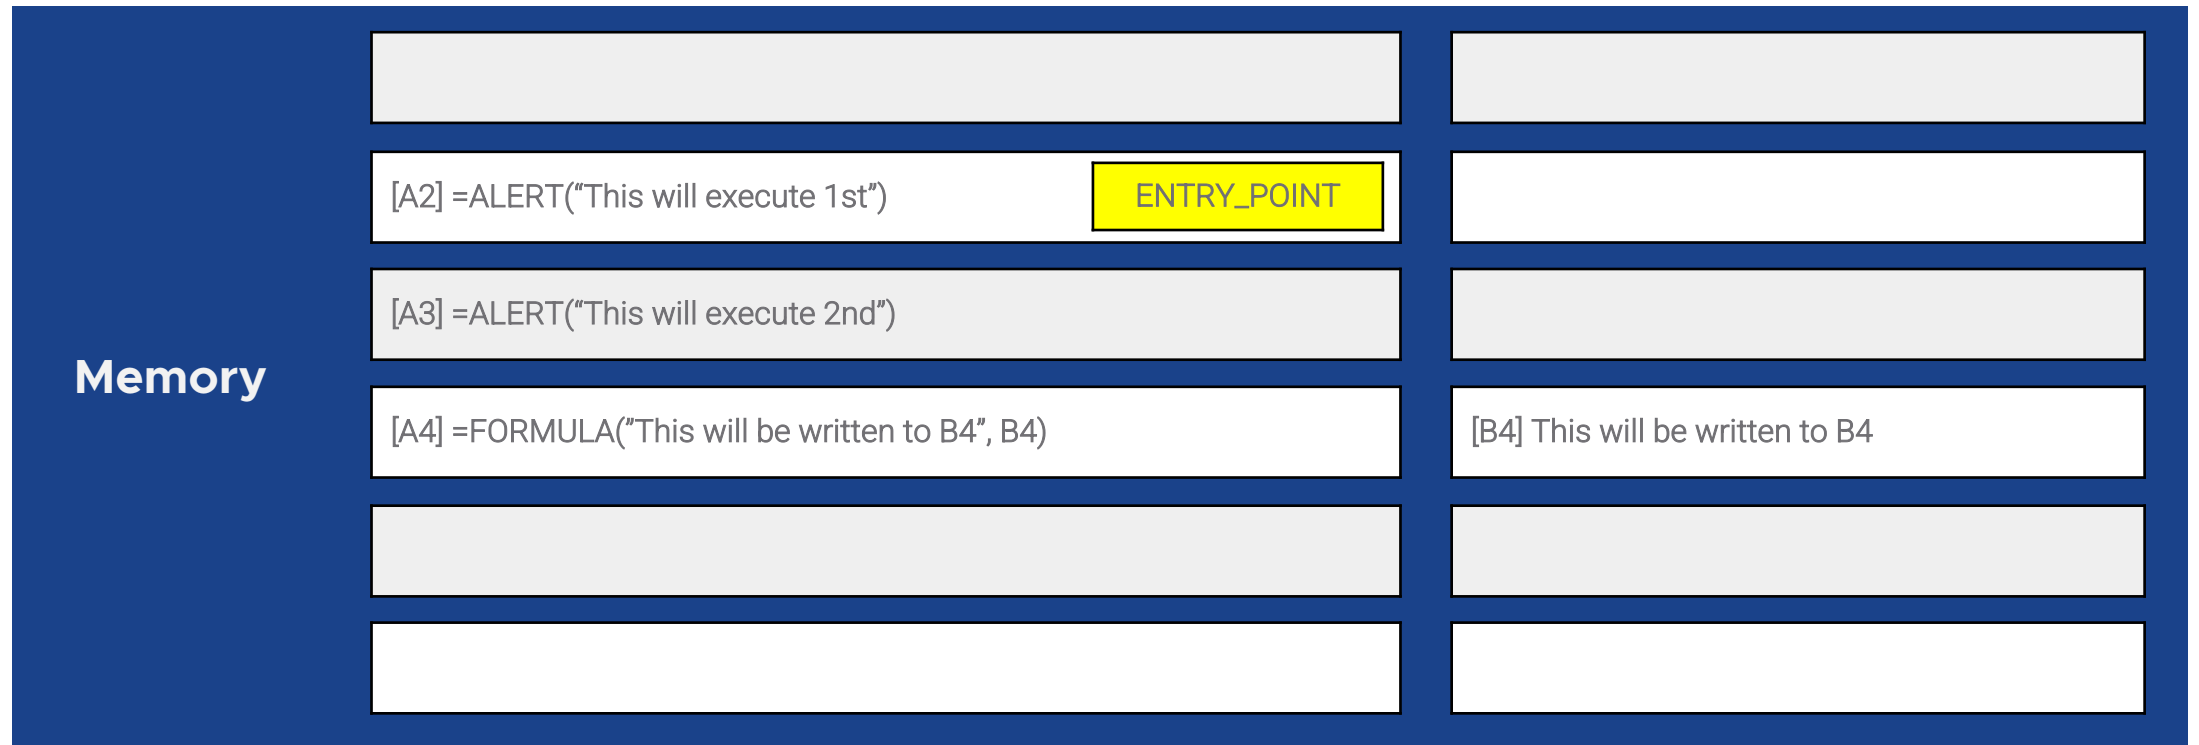 [A2] =ALERT(“This will execute 1st”)
ENTRY_POINT
[A3] =ALERT(“This will execute 2nd”)
Memory
[A4] =FORMULA(”This will be written to B4”, B4)
[B4] This will be written to B4